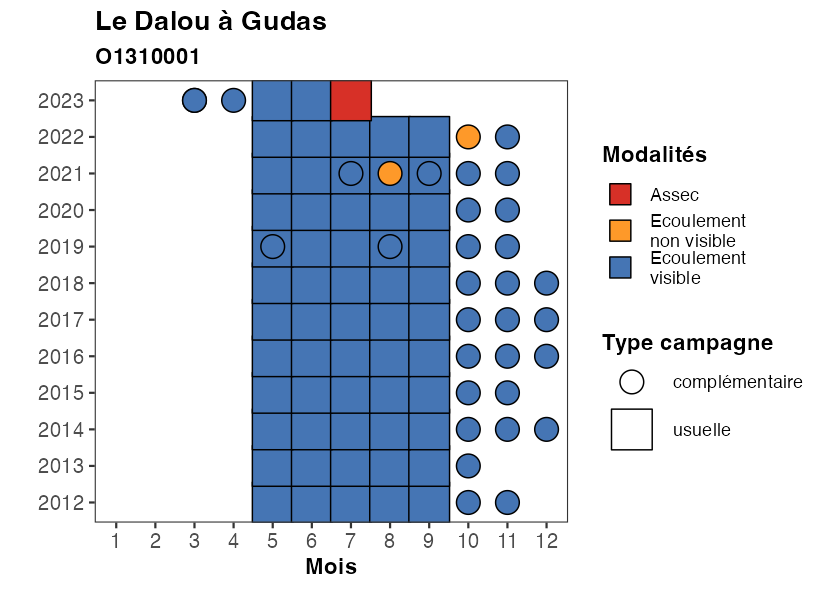 Le Dalou à Gudas
O1310001
2023
2022
2021
2020
2019
2018
2017
2016
2015
2014
2013
2012
1 2 3 4 5 6 7 8 9 10 11 12
Mois
Modalités
Assec
Ecoulement
non visible
Ecoulement
visible
Type campagne
complémentaire
usuelle